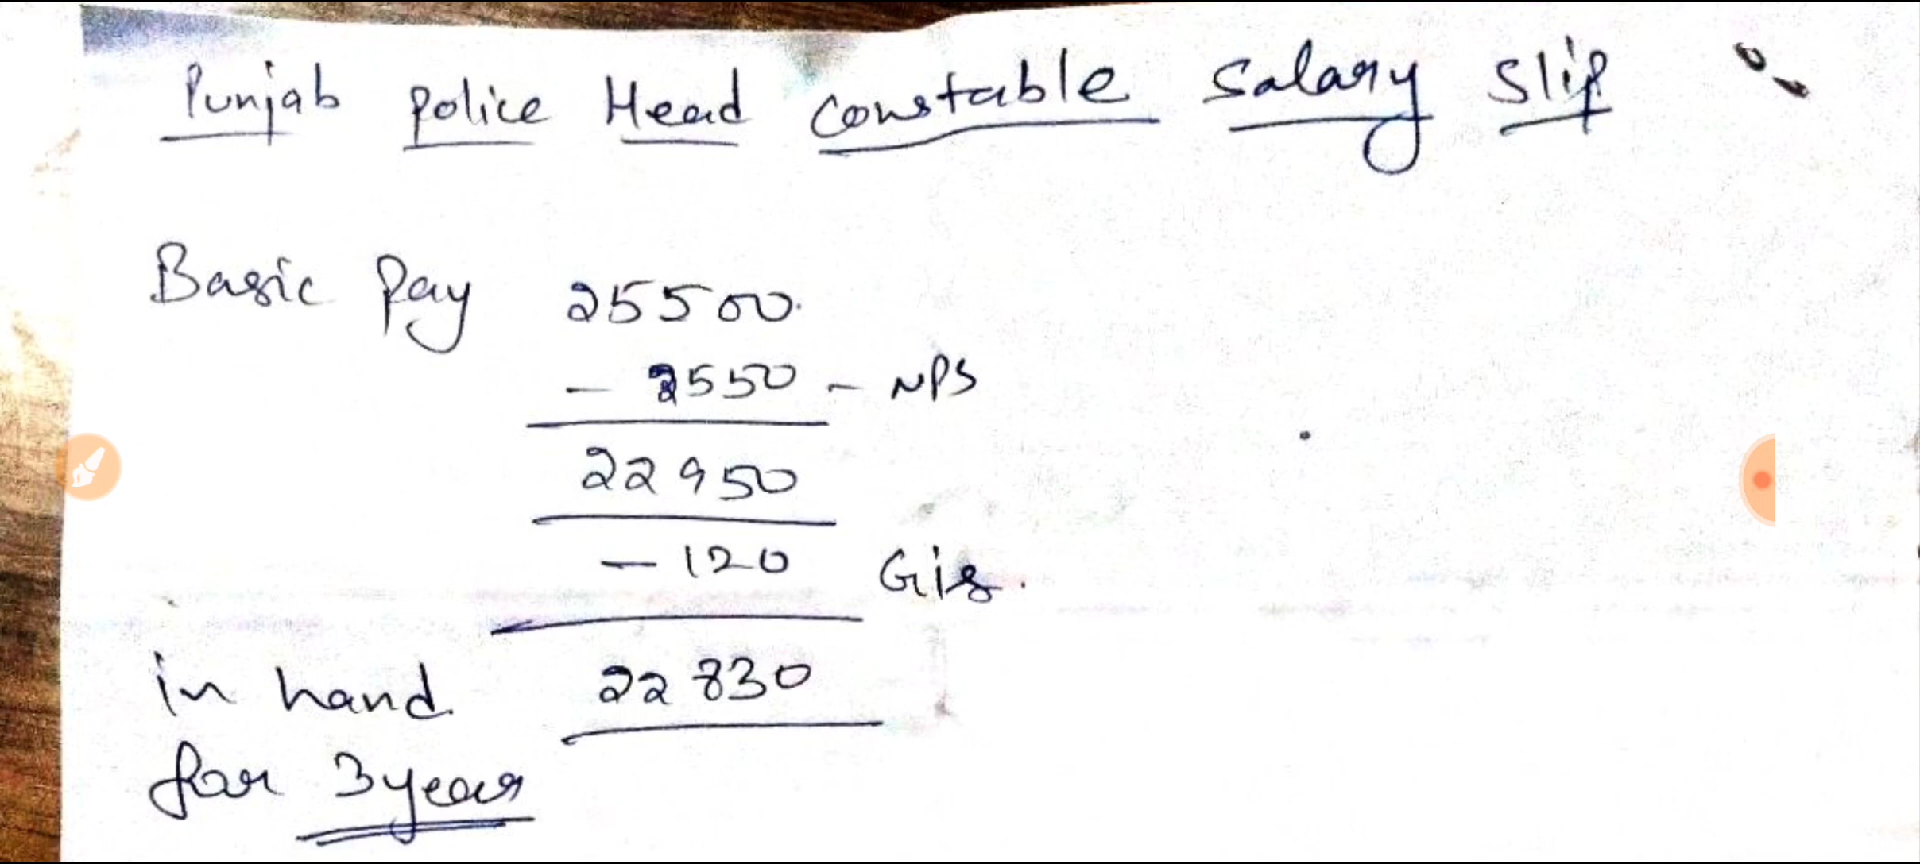 Punjab Police Head Constable Salary Slip
Basic Pay 25500
- 2550 - NPS
22950
- 120 Gis.
in hand 22830
for 3 years